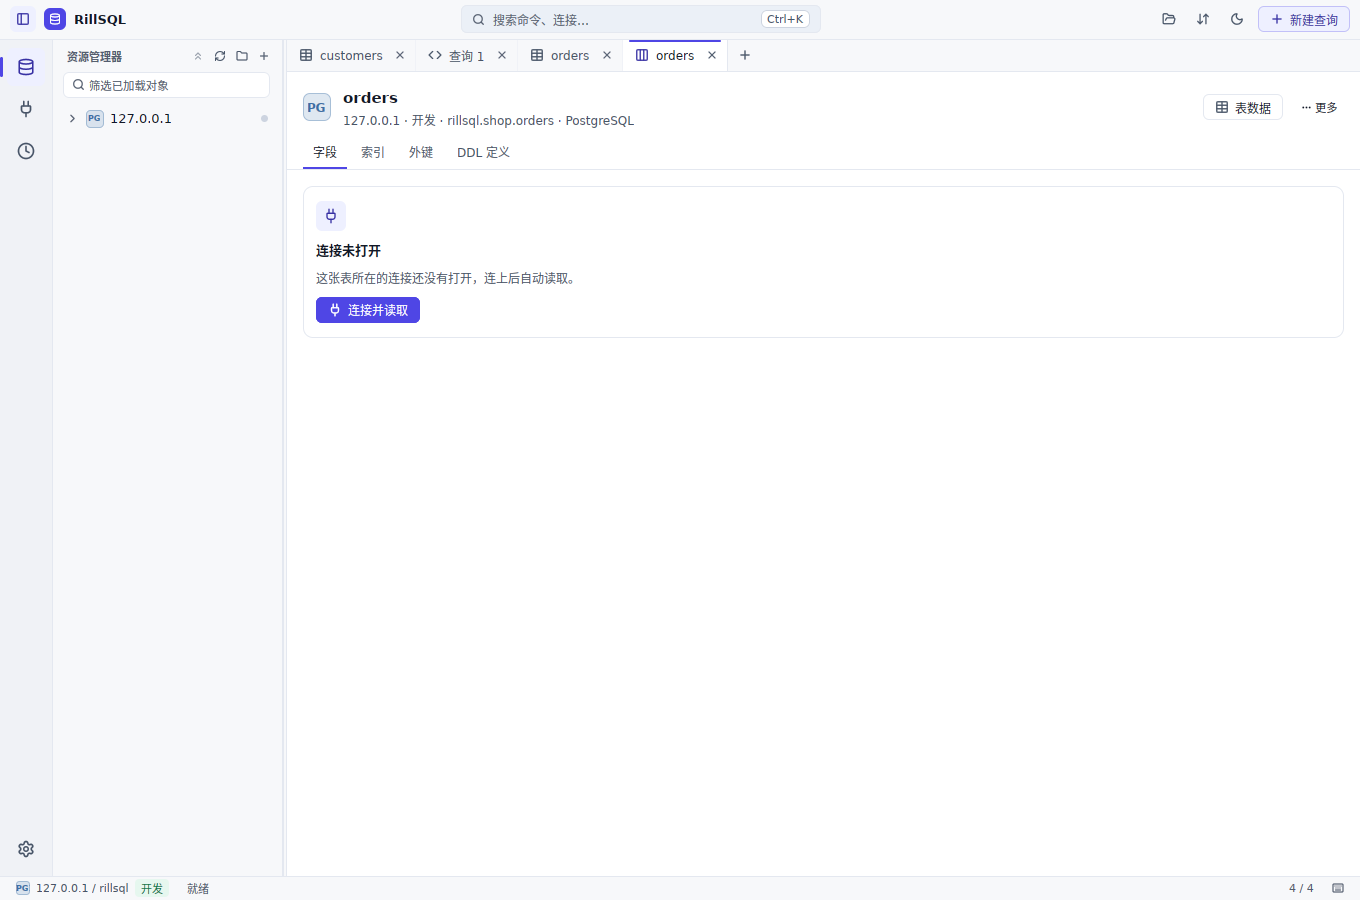 RillSQL
搜索命令、连接…
Ctrl+K
新建查询
资源管理器
筛选已加载对象
PG 127.0.0.1
customers
查询 1
orders
orders
PG
orders
127.0.0.1 · 开发 · rillsql.shop.orders · PostgreSQL
表数据
更多
字段
索引
外键
DDL 定义
连接未打开
这张表所在的连接还没有打开，连上后自动读取。
连接并读取
PG 127.0.0.1 / rillsql 开发 就绪
4 / 4